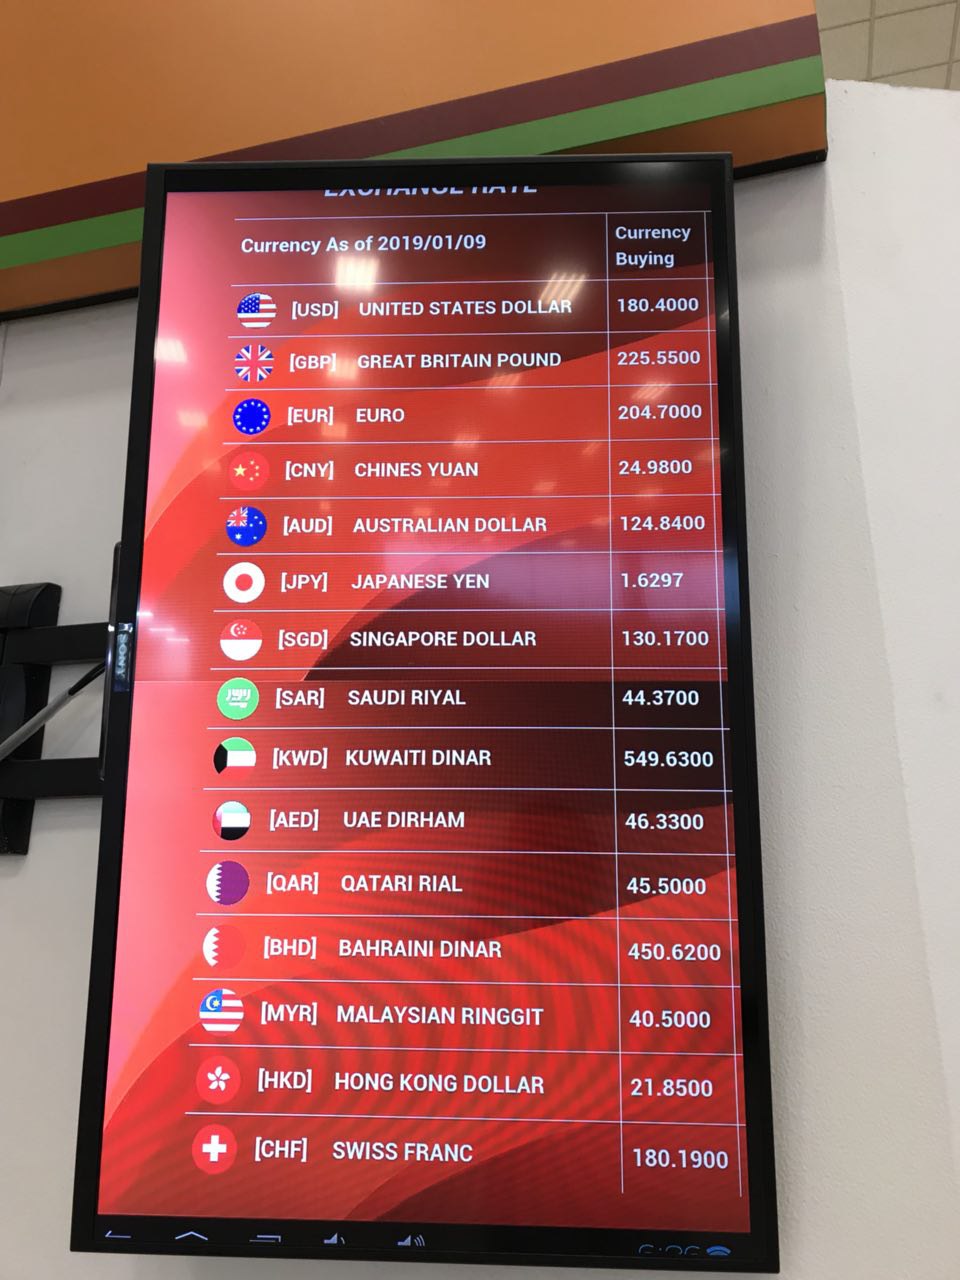 EXCHANGE RATE
Currency As of 2019/01/09 Currency Buying
[USD] UNITED STATES DOLLAR 180.4000
[GBP] GREAT BRITAIN POUND 225.5500
[EUR] EURO 204.7000
[CNY] CHINES YUAN 24.9800
[AUD] AUSTRALIAN DOLLAR 124.8400
[JPY] JAPANESE YEN 1.6297
[SGD] SINGAPORE DOLLAR 130.1700
[SAR] SAUDI RIYAL 44.3700
[KWD] KUWAITI DINAR 549.6300
[AED] UAE DIRHAM 46.3300
[QAR] QATARI RIAL 45.5000
[BHD] BAHRAINI DINAR 450.6200
[MYR] MALAYSIAN RINGGIT 40.5000
[HKD] HONG KONG DOLLAR 21.8500
[CHF] SWISS FRANC 180.1900
SONY